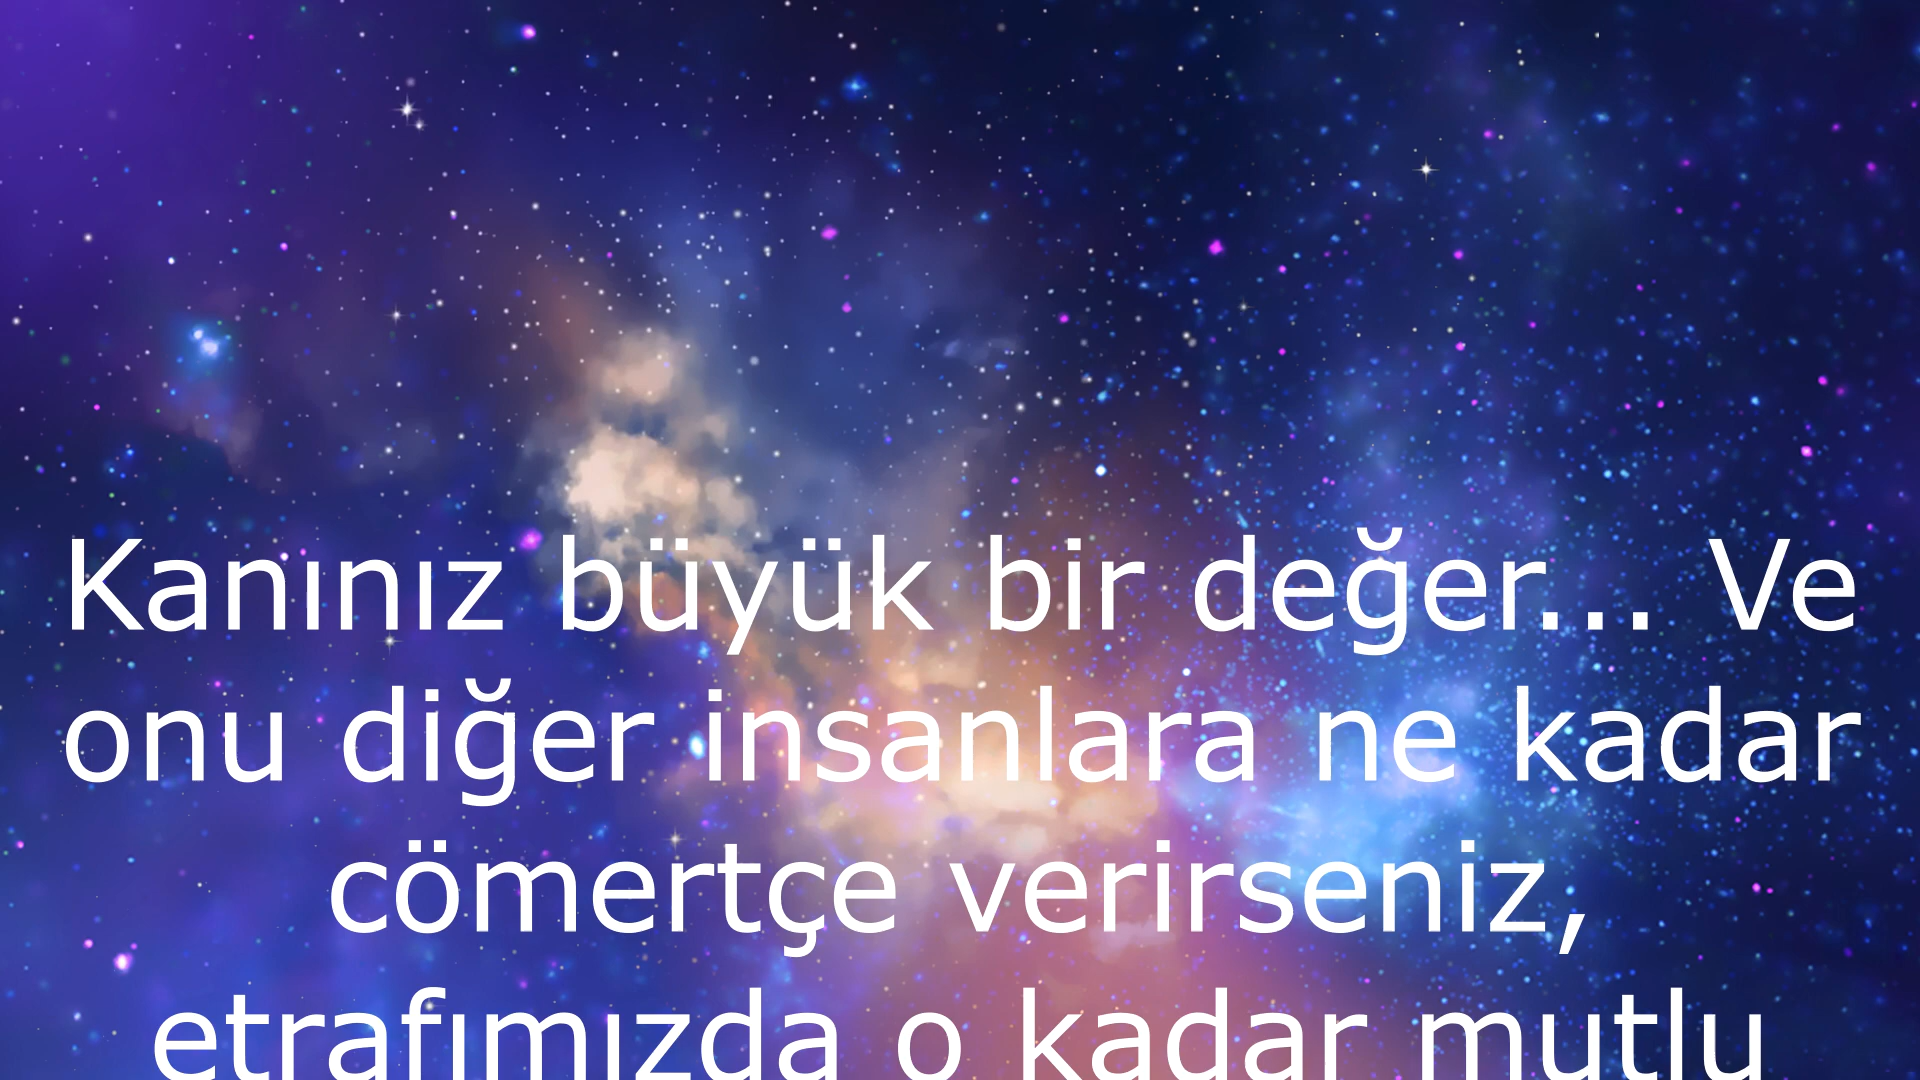 Kanınız büyük bir değer... Ve
onu diğer insanlara ne kadar
cömertçe verirseniz,
etrafımızda o kadar mutlu